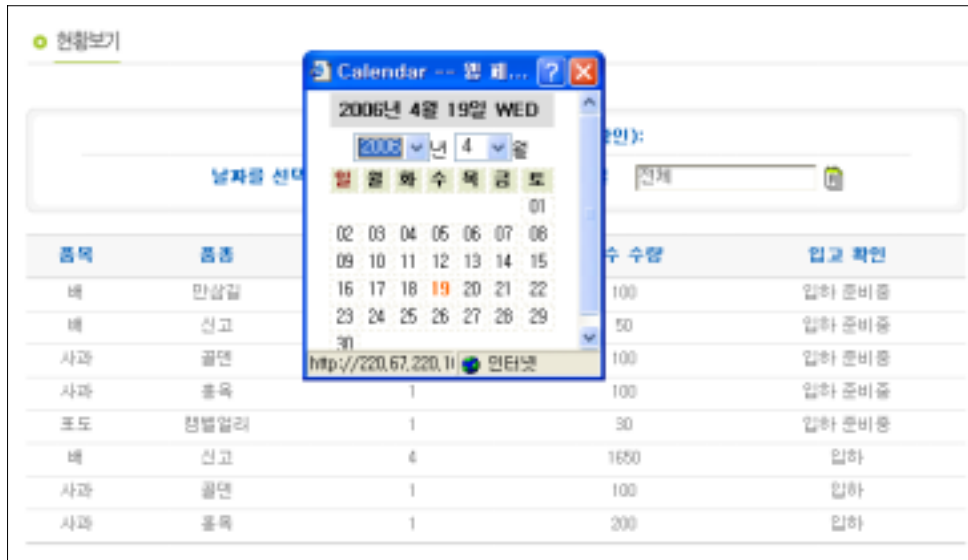 현황보기
Calendar -- 웹 페...
2006년 4월 19일 WED
2006 년 4 월
인):
날짜를 선택
전체
일 월 화 수 목 금 토
01
02 03 04 05 06 07 08
09 10 11 12 13 14 15
16 17 18 19 20 21 22
23 24 25 26 27 28 29
30
http://220,67,220,1 인터넷
품목 품종 수 수량 입고 확인
배 만삼길 100 입하 준비중
배 신고 50 입하 준비중
사과 골덴 100 입하 준비중
사과 홍옥 1 100 입하 준비중
포도 캠벨얼리 1 30 입하 준비중
배 신고 4 1650 입하
사과 골덴 1 100 입하
사과 홍옥 1 200 입하